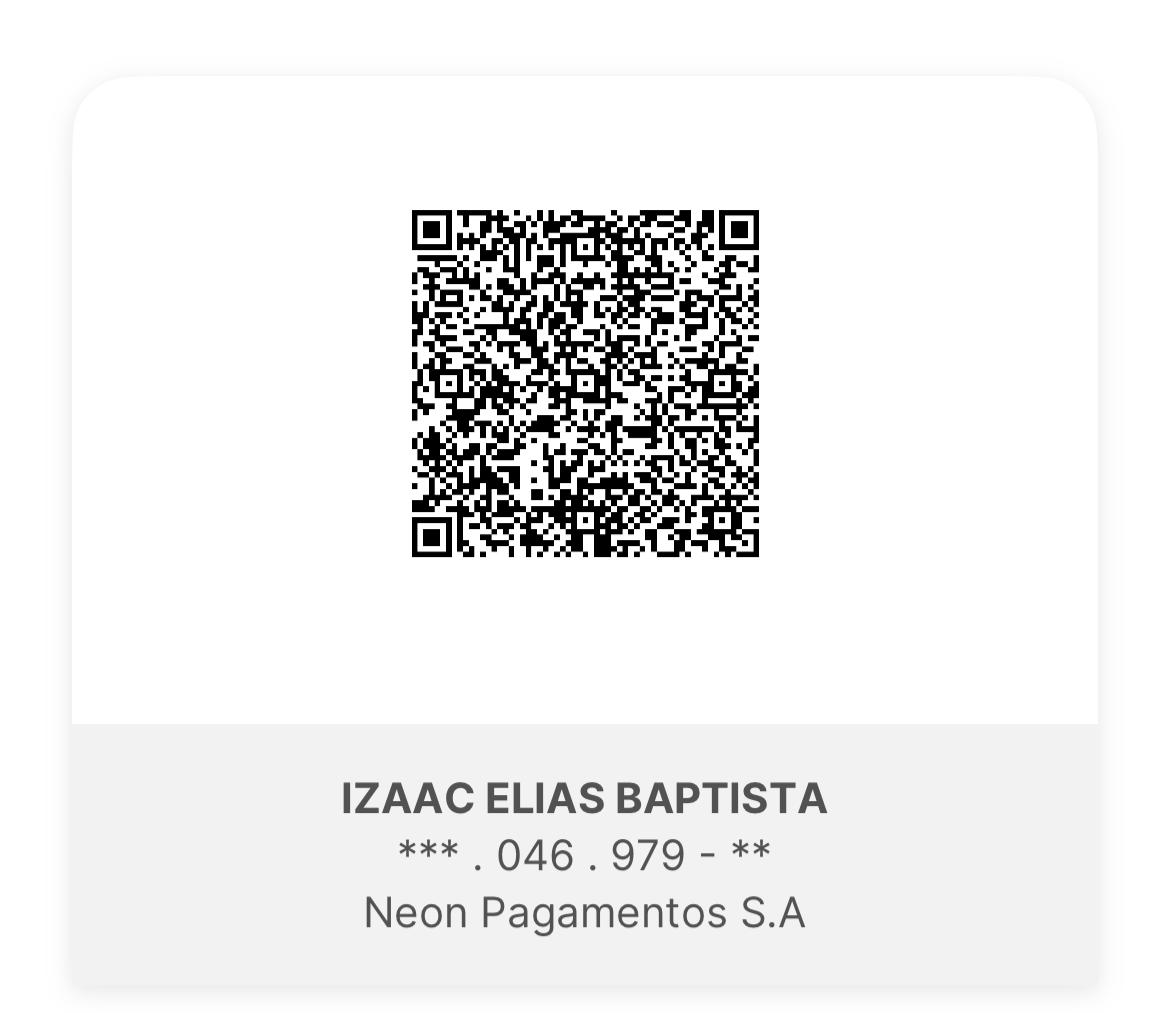 IZAAC ELIAS BAPTISTA
*** . 046 . 979 - **
Neon Pagamentos S.A